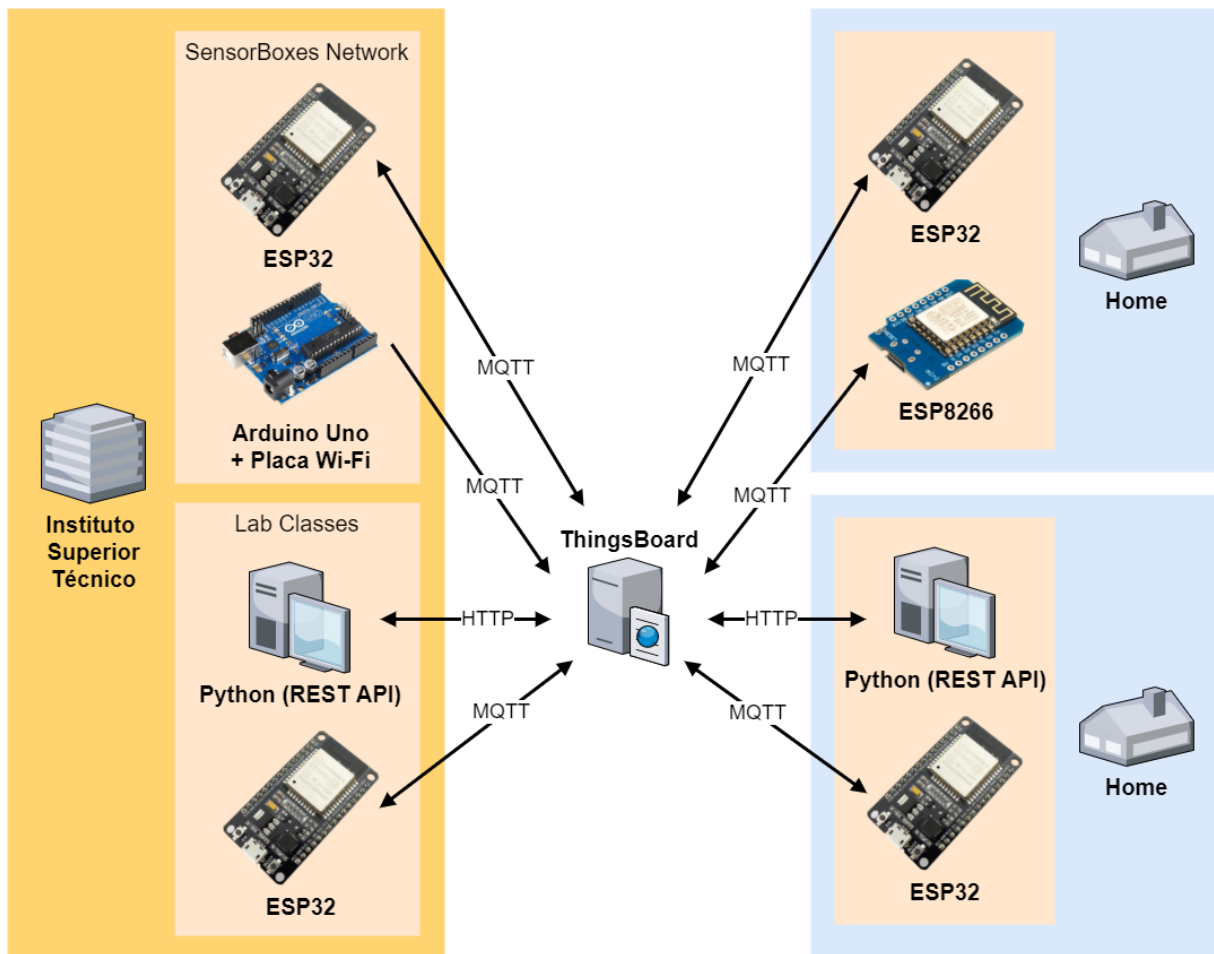 SensorBoxes Network
ESP32
Arduino Uno
+ Placa Wi-Fi
Instituto
Superior
Técnico
Lab Classes
Python (REST API)
ESP32
MQTT
MQTT
HTTP
MQTT
ThingsBoard
MQTT
MQTT
HTTP
MQTT
ESP32
ESP8266
Home
Python (REST API)
ESP32
Home